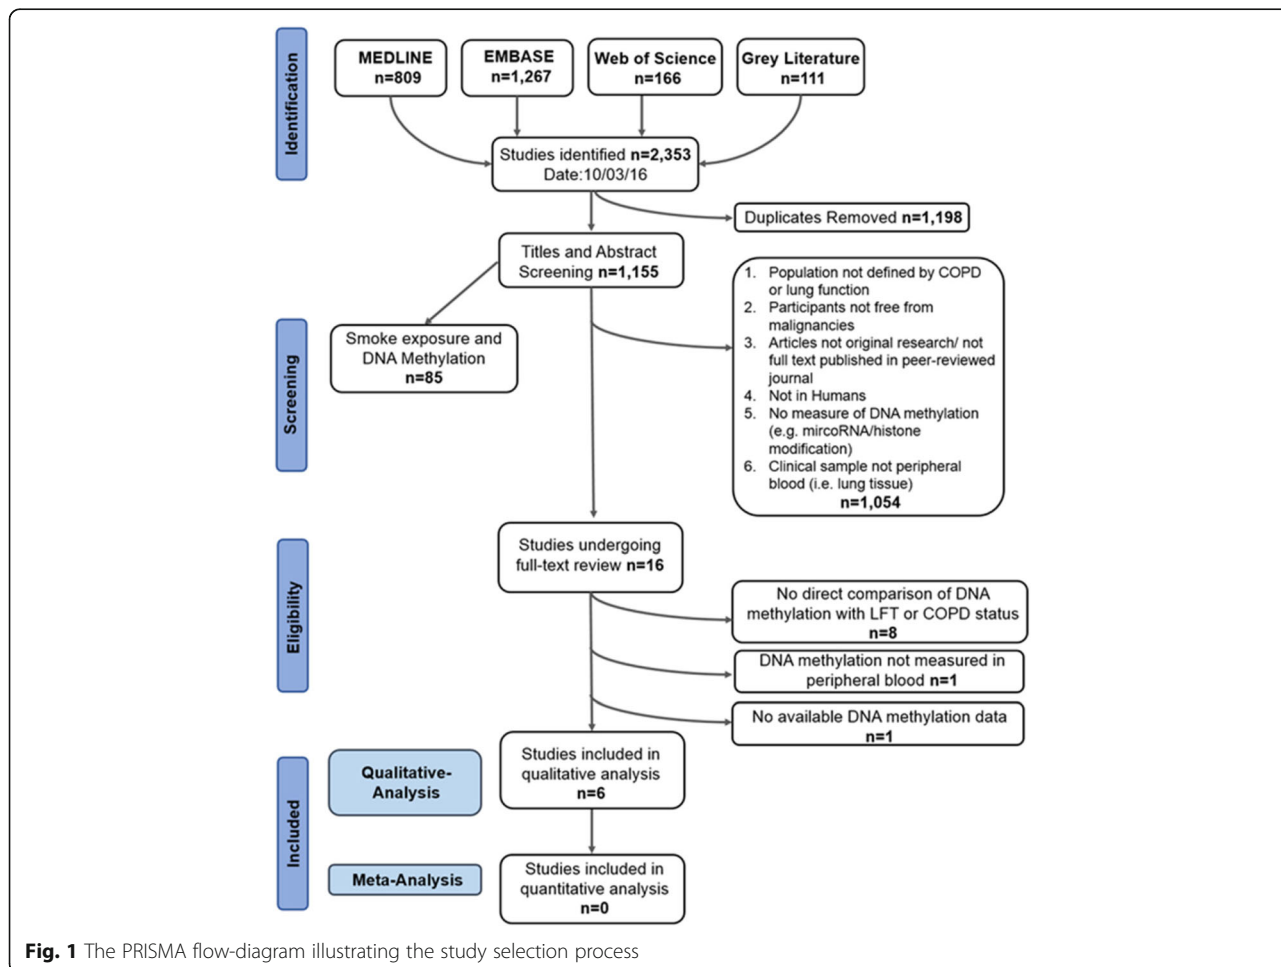 Identification
MEDLINE
n=809
EMBASE
n=1,267
Web of Science
n=166
Grey Literature
n=111
Studies identified n=2,353
Date:10/03/16
Duplicates Removed n=1,198
Titles and Abstract
Screening n=1,155
Screening
Smoke exposure and
DNA Methylation
n=85
1. Population not defined by COPD
or lung function
2. Participants not free from
malignancies
3. Articles not original research/ not
full text published in peer-reviewed
journal
4. Not in Humans
5. No measure of DNA methylation
(e.g. mircoRNA/histone
modification)
6. Clinical sample not peripheral
blood (i.e. lung tissue)
n=1,054
Eligibility
Studies undergoing
full-text review n=16
No direct comparison of DNA
methylation with LFT or COPD status
n=8
DNA methylation not measured in
peripheral blood n=1
No available DNA methylation data
n=1
Included
Qualitative-
Analysis
Studies included in
qualitative analysis
n=6
Meta-Analysis
Studies included in
quantitative analysis
n=0
Fig. 1 The PRISMA flow-diagram illustrating the study selection process